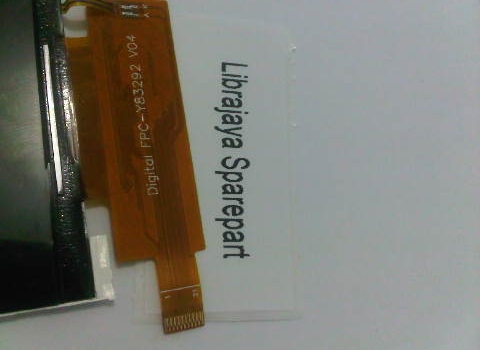 Digital FPC-Y83292 V04
Librajaya Sparepart
A K